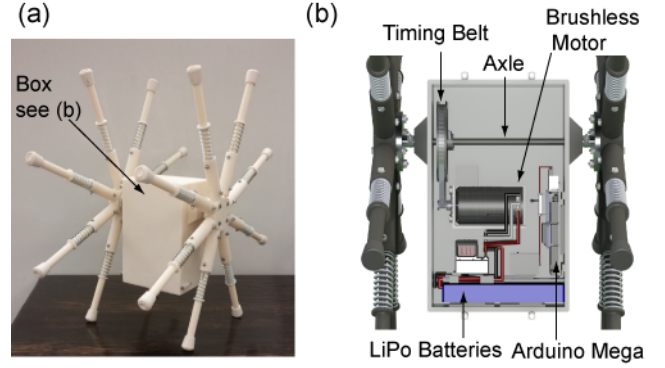 (a)
Box
see (b)
(b)
Timing Belt
Axle
Brushless
Motor
LiPo Batteries
Arduino Mega